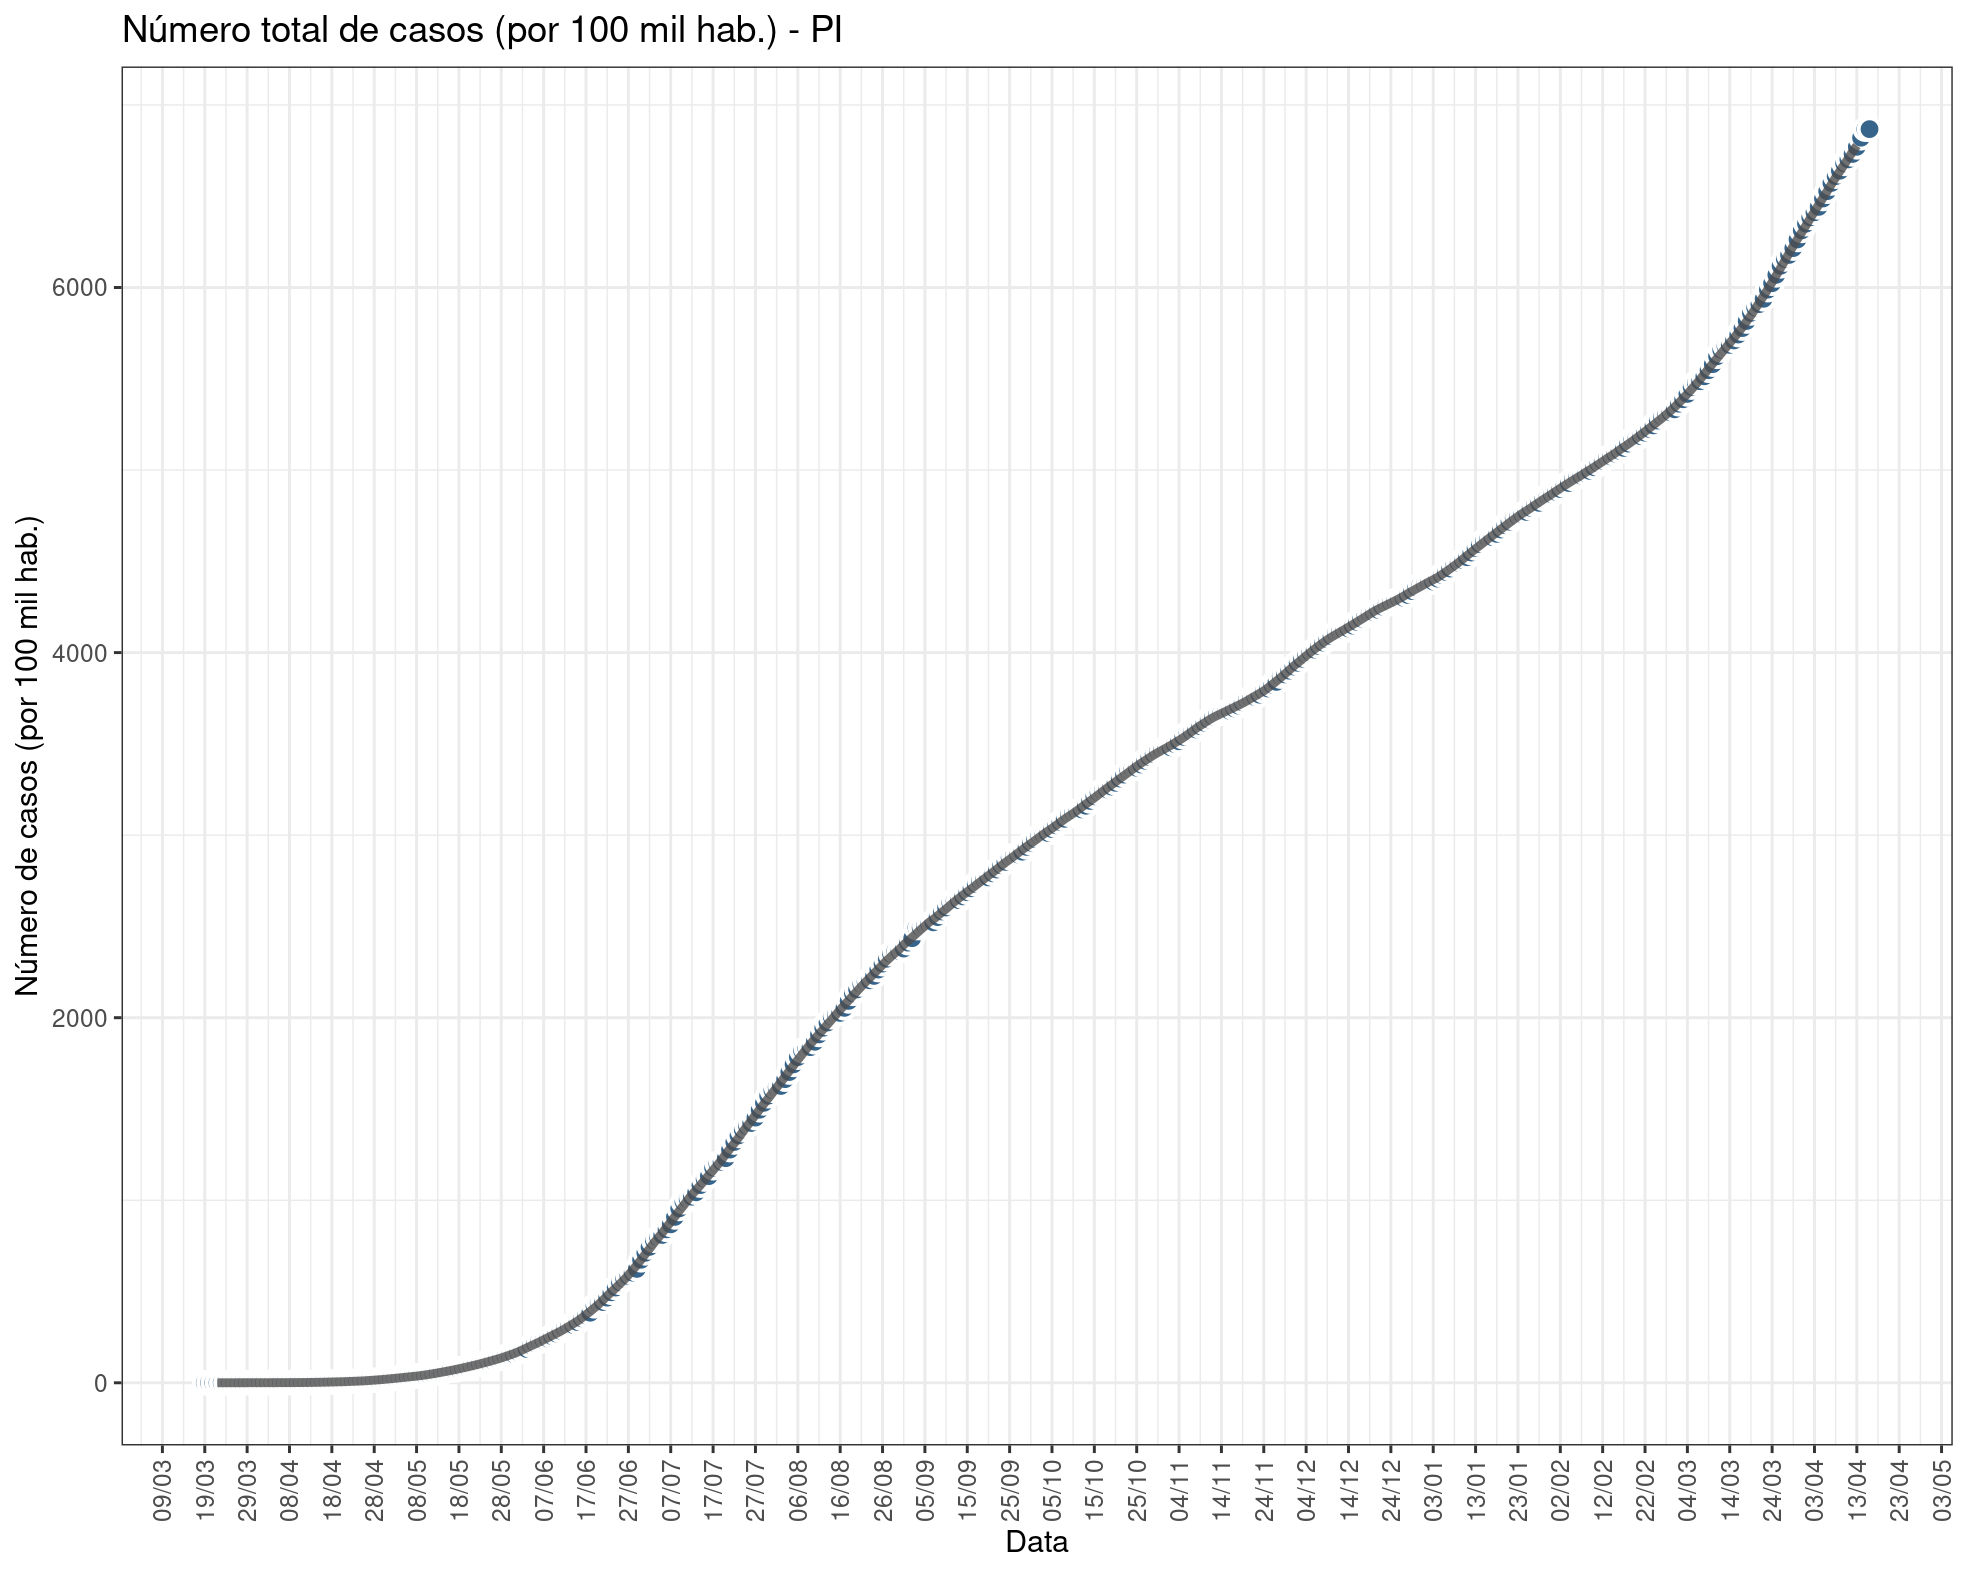 Número total de casos (por 100 mil hab.) - PI
Número de casos (por 100 mil hab.)
6000
4000
2000
0
09/03 19/03 29/03 08/04 18/04 28/04 08/05 18/05 28/05 07/06 17/06 27/06 07/07 17/07 27/07 06/08 16/08 26/08 05/09 15/09 25/09 05/10 15/10 25/10 04/11 14/11 24/11 04/12 14/12 24/12 03/01 13/01 23/01 02/02 12/02 22/02 04/03 14/03 24/03 03/04 13/04 23/04 03/05
Data